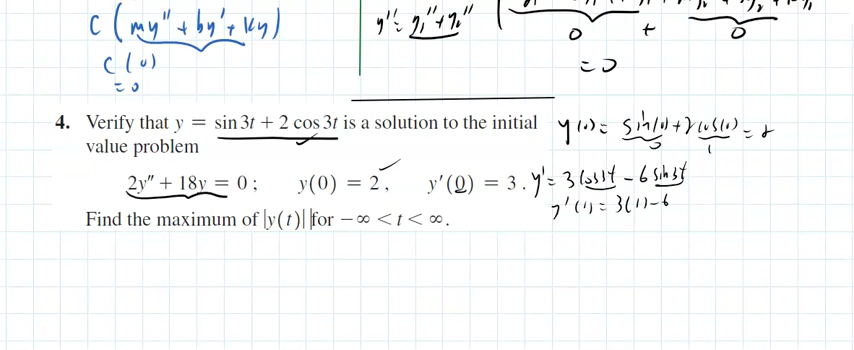 C (my" + by' + ky)
y" = y₁" + y₂"
0 + 0
C (0)
= 0
= 0
4. Verify that y = sin 3t + 2 cos 3t is a solution to the initial
value problem
y(0) = sin(0) + 2 cos(0) = 2
0 1
2y″ + 18y = 0 ; y(0) = 2 , y′(0) = 3 .
y' = 3 cos 3t - 6 sin 3t
y'(1) = 3(1) - 6
Find the maximum of |y(t)| for −∞ < t < ∞.